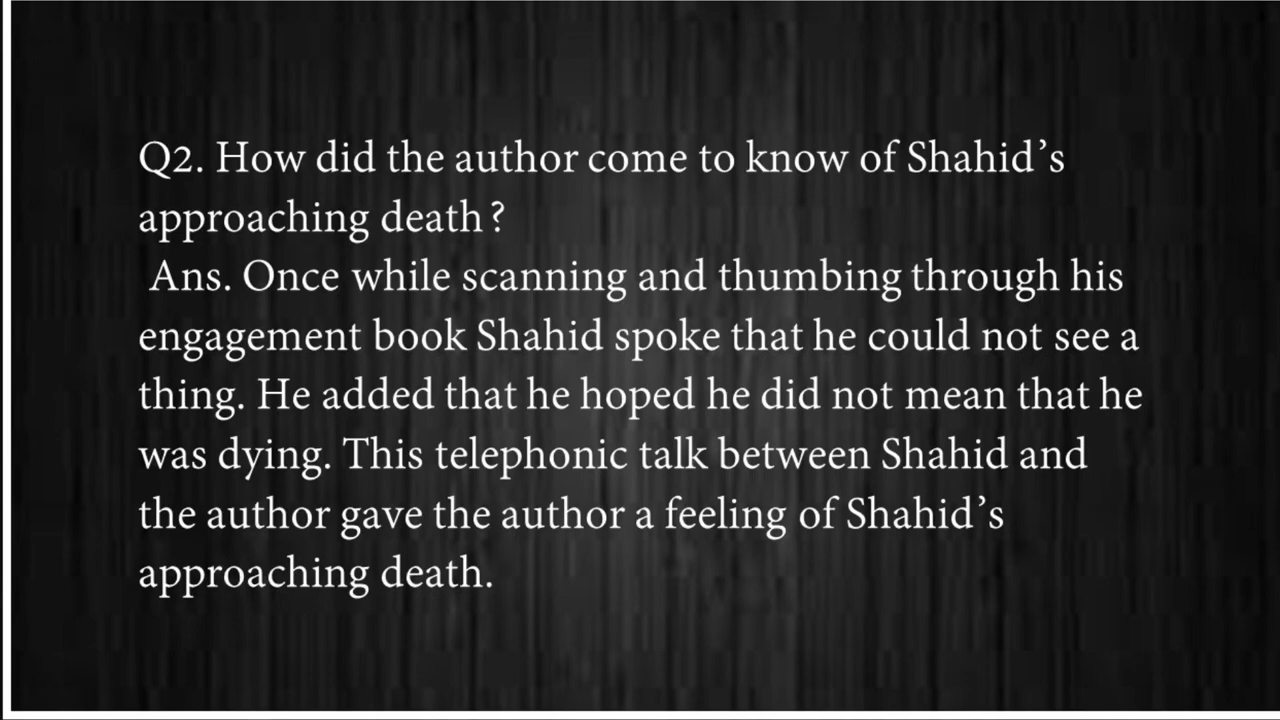 Q2. How did the author come to know of Shahid’s
approaching death?
Ans. Once while scanning and thumbing through his
engagement book Shahid spoke that he could not see a
thing. He added that he hoped he did not mean that he
was dying. This telephonic talk between Shahid and
the author gave the author a feeling of Shahid’s
approaching death.